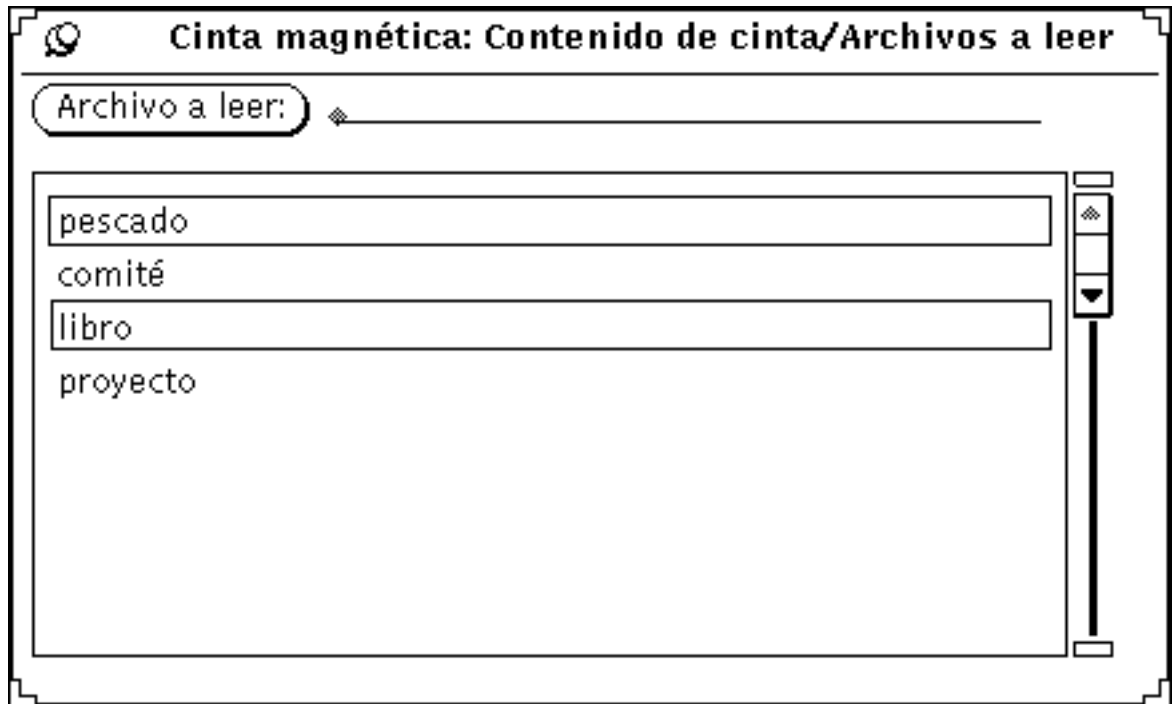 Cinta magnética: Contenido de cinta/Archivos a leer
Archivo a leer:
pescado
comité
libro
proyecto